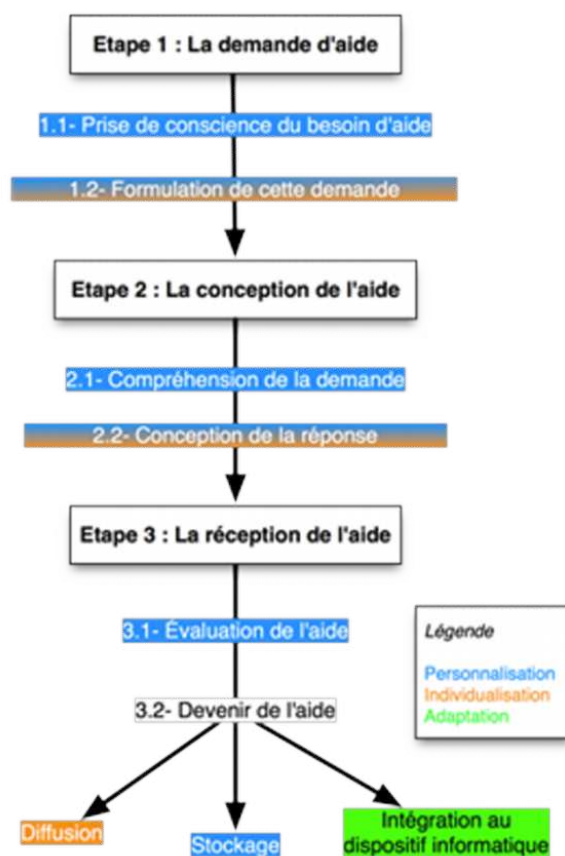 Etape 1 : La demande d'aide
1.1- Prise de conscience du besoin d'aide
1.2- Formulation de cette demande
Etape 2 : La conception de l'aide
2.1- Compréhension de la demande
2.2- Conception de la réponse
Etape 3 : La réception de l'aide
3.1- Évaluation de l'aide
3.2- Devenir de l'aide
Légende
Personnalisation
Individualisation
Adaptation
Diffusion
Stockage
Intégration au
dispositif informatique